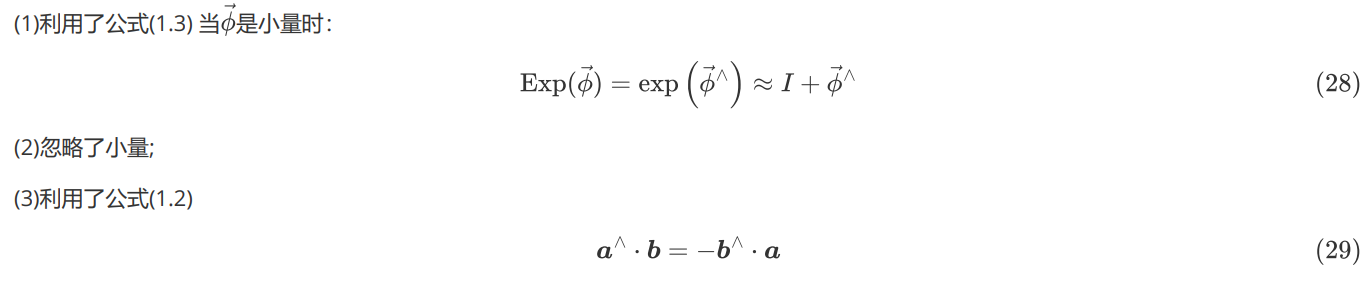 (1)利用了公式(1.3) 当$\vec{\phi}$是小量时：
$\mathrm{Exp}(\vec{\phi}) = \exp\left(\vec{\phi}^{\wedge}\right) \approx I + \vec{\phi}^{\wedge}$ (28)
(2)忽略了小量;
(3)利用了公式(1.2)
$\boldsymbol{a}^{\wedge} \cdot \boldsymbol{b} = -\boldsymbol{b}^{\wedge} \cdot \boldsymbol{a}$ (29)